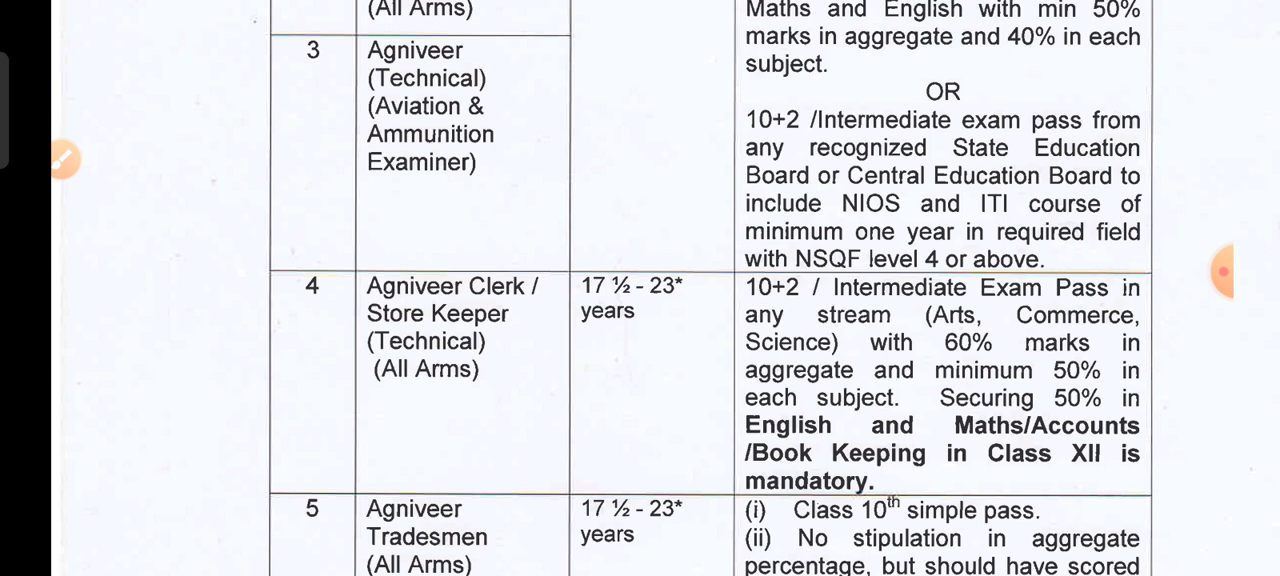 (All Arms)
Maths and English with min 50%
marks in aggregate and 40% in each
subject.
3
Agniveer
(Technical)
(Aviation &
Ammunition
Examiner)
OR
10+2 /Intermediate exam pass from
any recognized State Education
Board or Central Education Board to
include NIOS and ITI course of
minimum one year in required field
with NSQF level 4 or above.
4
Agniveer Clerk /
Store Keeper
(Technical)
(All Arms)
17 ½ - 23*
years
10+2 / Intermediate Exam Pass in
any stream (Arts, Commerce,
Science) with 60% marks in
aggregate and minimum 50% in
each subject. Securing 50% in
English and Maths/Accounts
/Book Keeping in Class XII is
mandatory.
5
Agniveer
Tradesmen
(All Arms)
17 ½ - 23*
years
(i) Class 10th simple pass.
(ii) No stipulation in aggregate
percentage, but should have scored